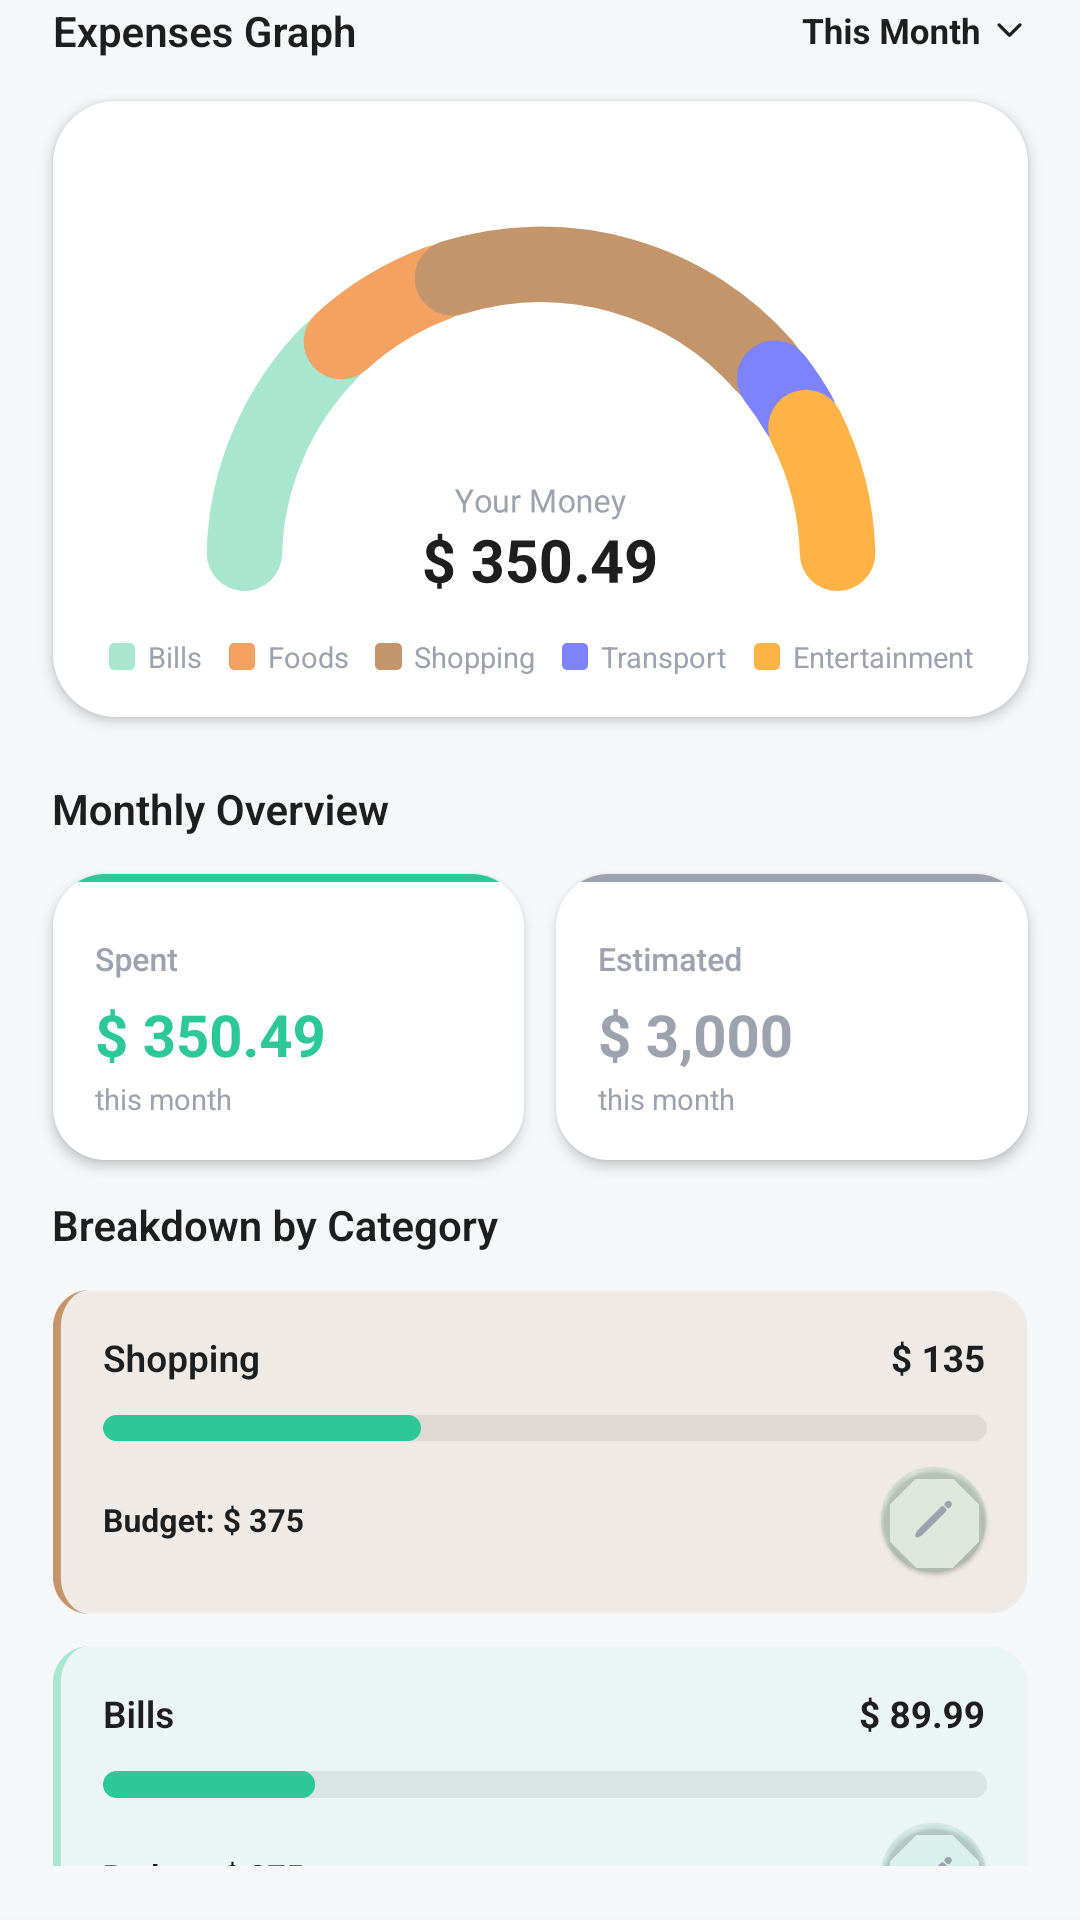 Expenses Graph
This Month
Your Money
$ 350.49
Bills
Foods
Shopping
Transport
Entertainment
Monthly Overview
Spent
$ 350.49
this month
Estimated
$ 3,000
this month
Breakdown by Category
Shopping
$ 135
Budget: $ 375
Bills
$ 89.99